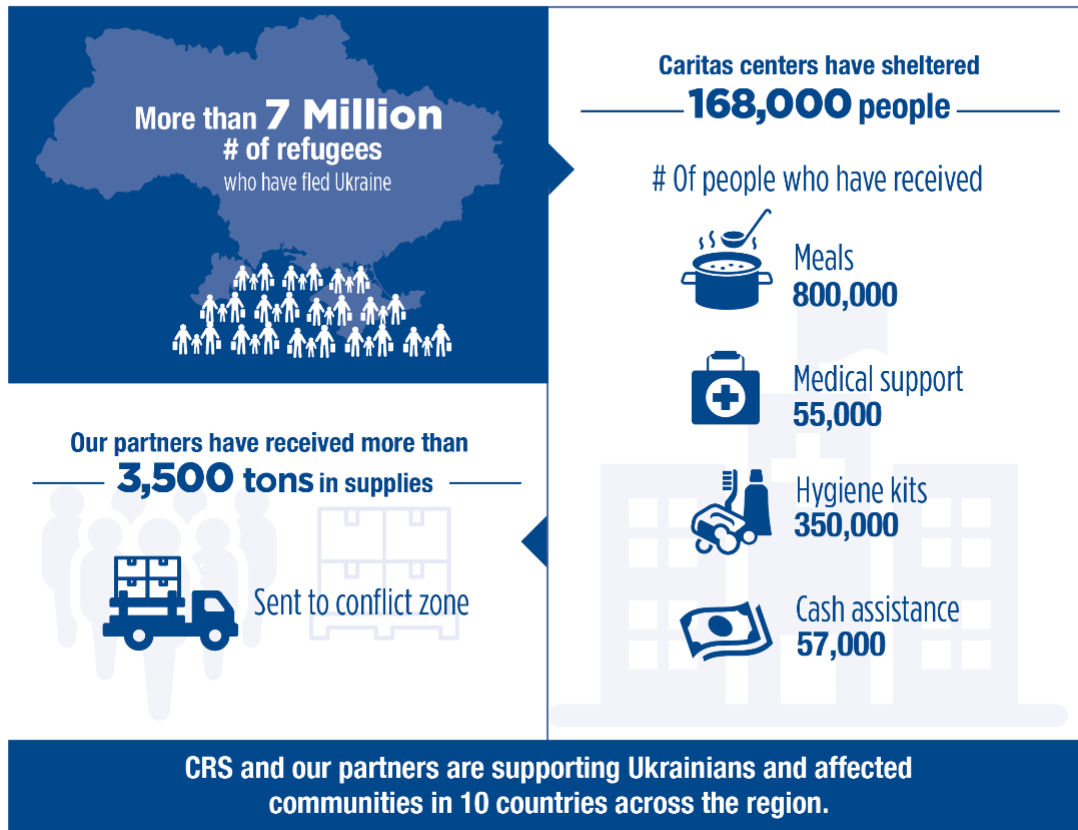 More than 7 Million
# of refugees
who have fled Ukraine
Caritas centers have sheltered
168,000 people
# Of people who have received
Meals
800,000
Medical support
55,000
Hygiene kits
350,000
Cash assistance
57,000
Our partners have received more than
3,500 tons in supplies
Sent to conflict zone
CRS and our partners are supporting Ukrainians and affected
communities in 10 countries across the region.